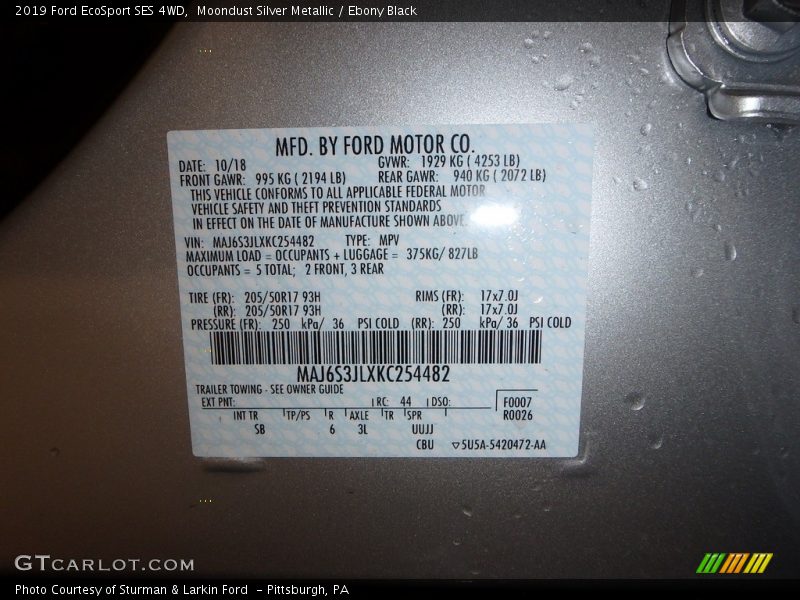 2019 Ford EcoSport SES 4WD,  Moondust Silver Metallic / Ebony Black
MFD. BY FORD MOTOR CO.
DATE: 10/18 GVWR: 1929 KG ( 4253 LB)
FRONT GAWR: 995 KG ( 2194 LB) REAR GAWR: 940 KG ( 2072 LB)
THIS VEHICLE CONFORMS TO ALL APPLICABLE FEDERAL MOTOR
VEHICLE SAFETY AND THEFT PREVENTION STANDARDS
IN EFFECT ON THE DATE OF MANUFACTURE SHOWN ABOVE.
VIN: MAJ6S3JLXKC254482 TYPE: MPV
MAXIMUM LOAD = OCCUPANTS + LUGGAGE = 375KG/ 827LB
OCCUPANTS = 5 TOTAL; 2 FRONT, 3 REAR
TIRE (FR): 205/50R17 93H RIMS (FR): 17x7.0J
(RR): 205/50R17 93H (RR): 17x7.0J
PRESSURE (FR): 250 kPa/ 36 PSI COLD (RR): 250 kPa/ 36 PSI COLD
MAJ6S3JLXKC254482
TRAILER TOWING - SEE OWNER GUIDE
EXT PNT: RC: 44 DSO: F0007
INT TR TP/PS R AXLE TR SPR R0026
SB 6 3L UUJJ
CBU 5U5A-5420472-AA
GTCARLOT.COM
Photo Courtesy of Sturman & Larkin Ford  - Pittsburgh, PA